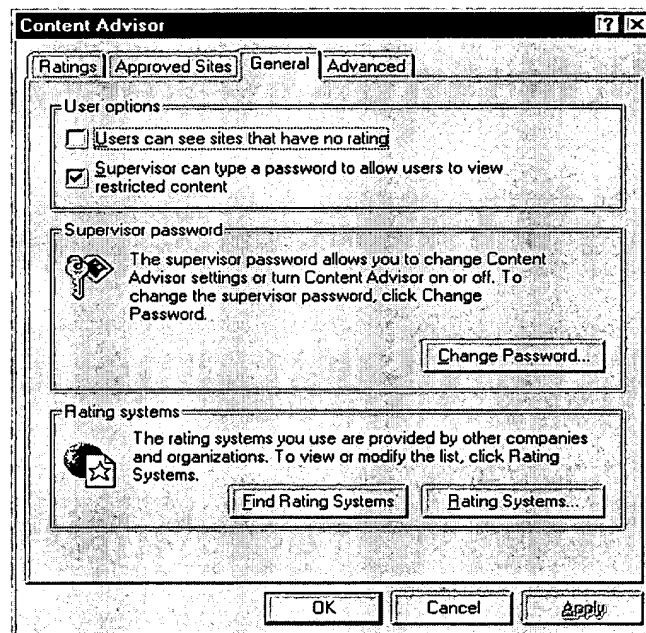 Content Advisor
Ratings Approved Sites General Advanced
User options
Users can see sites that have no rating
Supervisor can type a password to allow users to view
restricted content
Supervisor password
The supervisor password allows you to change Content
Advisor settings or turn Content Advisor on or off. To
change the supervisor password, click Change
Password.
Change Password...
Rating systems
The rating systems you use are provided by other companies
and organizations. To view or modify the list, click Rating
Systems.
Find Rating Systems Rating Systems...
OK Cancel Apply